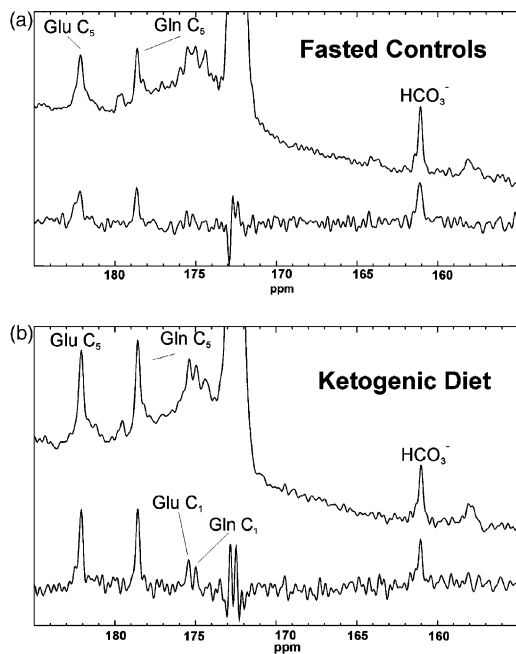 (a)
Glu C5
Gln C5
Fasted Controls
HCO3-
180 175 170 165 160
ppm
(b)
Glu C5
Gln C5
Ketogenic Diet
HCO3-
Glu C1
Gln C1
180 175 170 165 160
ppm